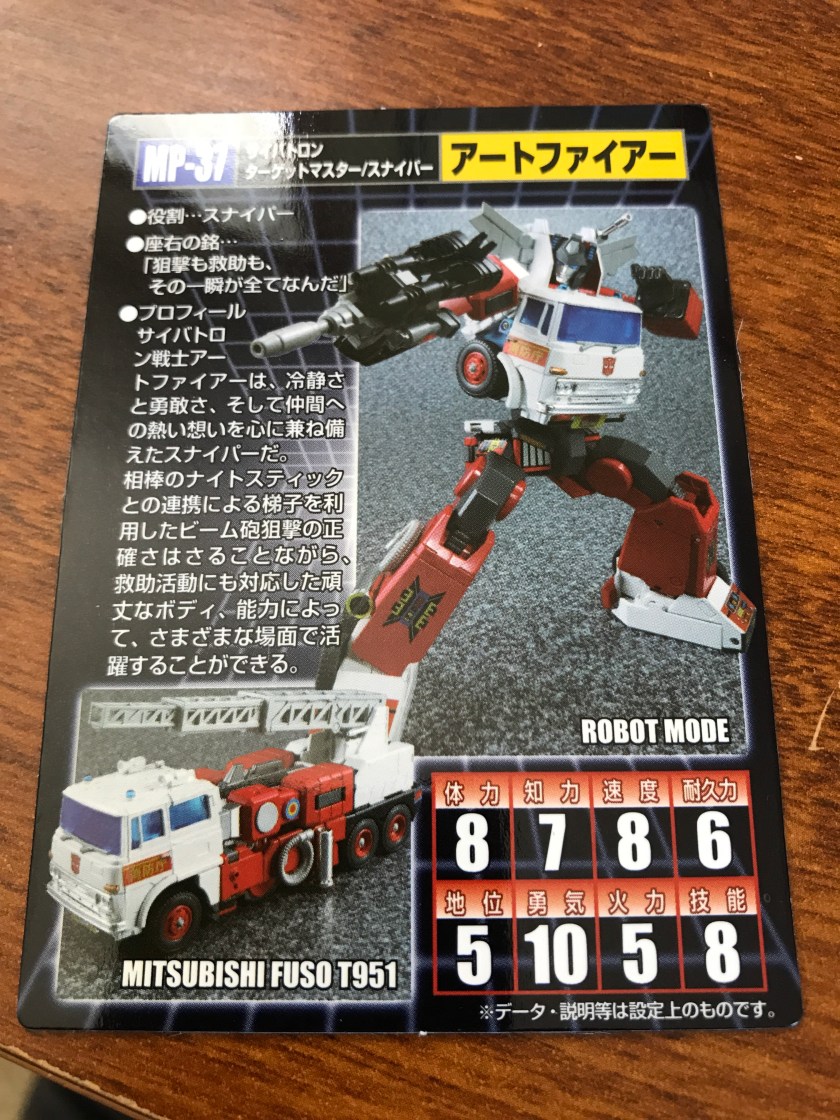 MP-37
サイバトロン
ターゲットマスター/スナイパー
アートファイアー
●役割…スナイパー
●座右の銘…
「狙撃も救助も、
その一瞬が全てなんだ」
●プロフィール
サイバトロ
ン戦士アー
トファイアーは、冷静さ
と勇敢さ、そして仲間へ
の熱い想いを心に兼ね備
えたスナイパーだ。
相棒のナイトスティック
との連携による梯子を利
用したビーム砲狙撃の正
確さはさることながら、
救助活動にも対応した頑
丈なボディ、能力によっ
て、さまざまな場面で活
躍することができる。
消防庁
ROBOT MODE
消防庁
MITSUBISHI FUSO T951
体力 知力 速度 耐久力
8 7 8 6
地位 勇気 火力 技能
5 10 5 8
※データ・説明等は設定上のものです。